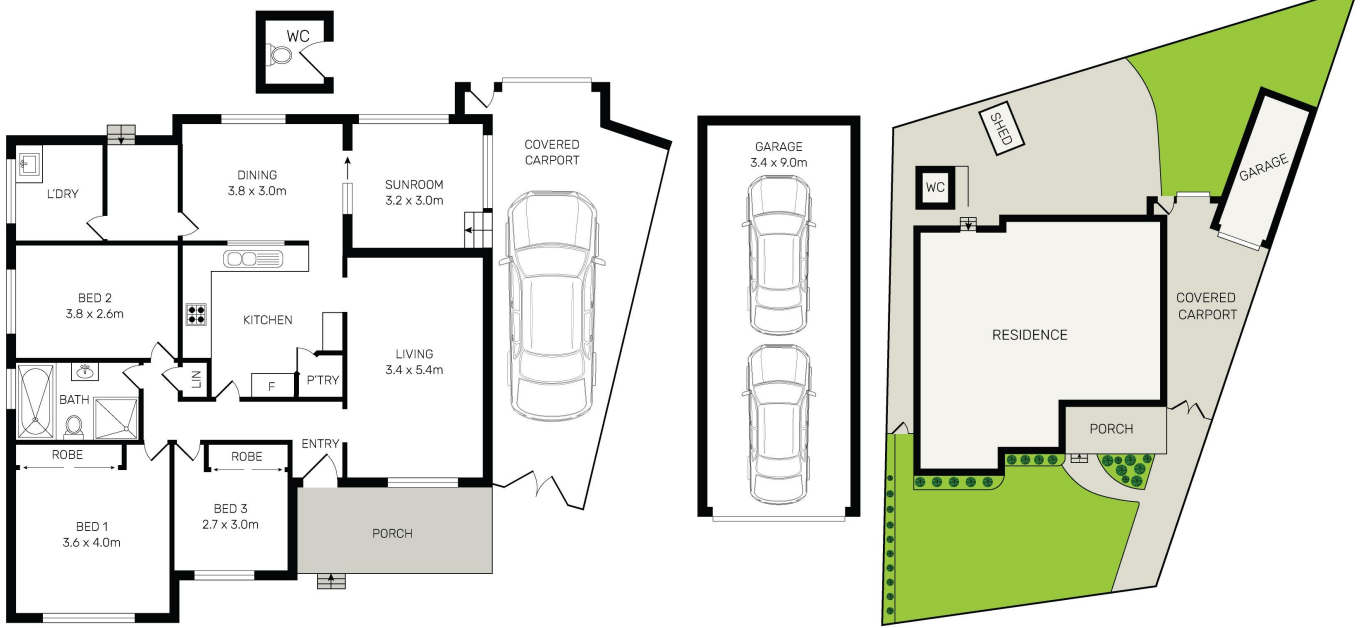 WC
L'DRY
DINING
3.8 x 3.0m
SUNROOM
3.2 x 3.0m
COVERED
CARPORT
BED 2
3.8 x 2.6m
KITCHEN
LIVING
3.4 x 5.4m
LIN
F
P'TRY
BATH
ENTRY
ROBE
ROBE
BED 1
3.6 x 4.0m
BED 3
2.7 x 3.0m
PORCH
GARAGE
3.4 x 9.0m
SHED
WC
GARAGE
COVERED
CARPORT
RESIDENCE
PORCH